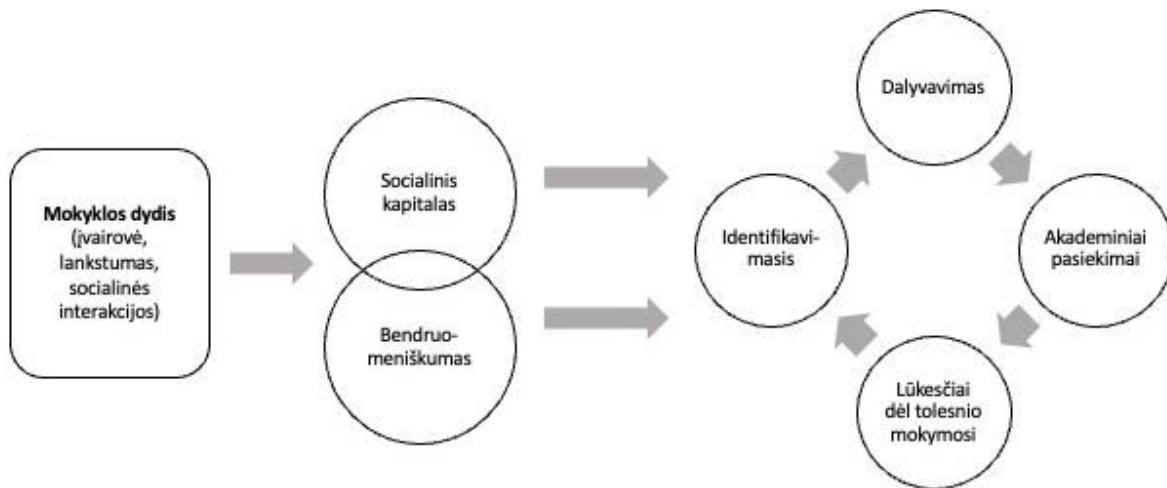 Mokyklos dydis
(įvairovė,
lankstumas,
socialinės
interakcijos)
Socialinis
kapitalas
Bendruo-
meniškumas
Identifikavi-
masis
Dalyvavimas
Akademiniai
pasiekimai
Lūkesčiai
dėl tolesnio
mokymosi